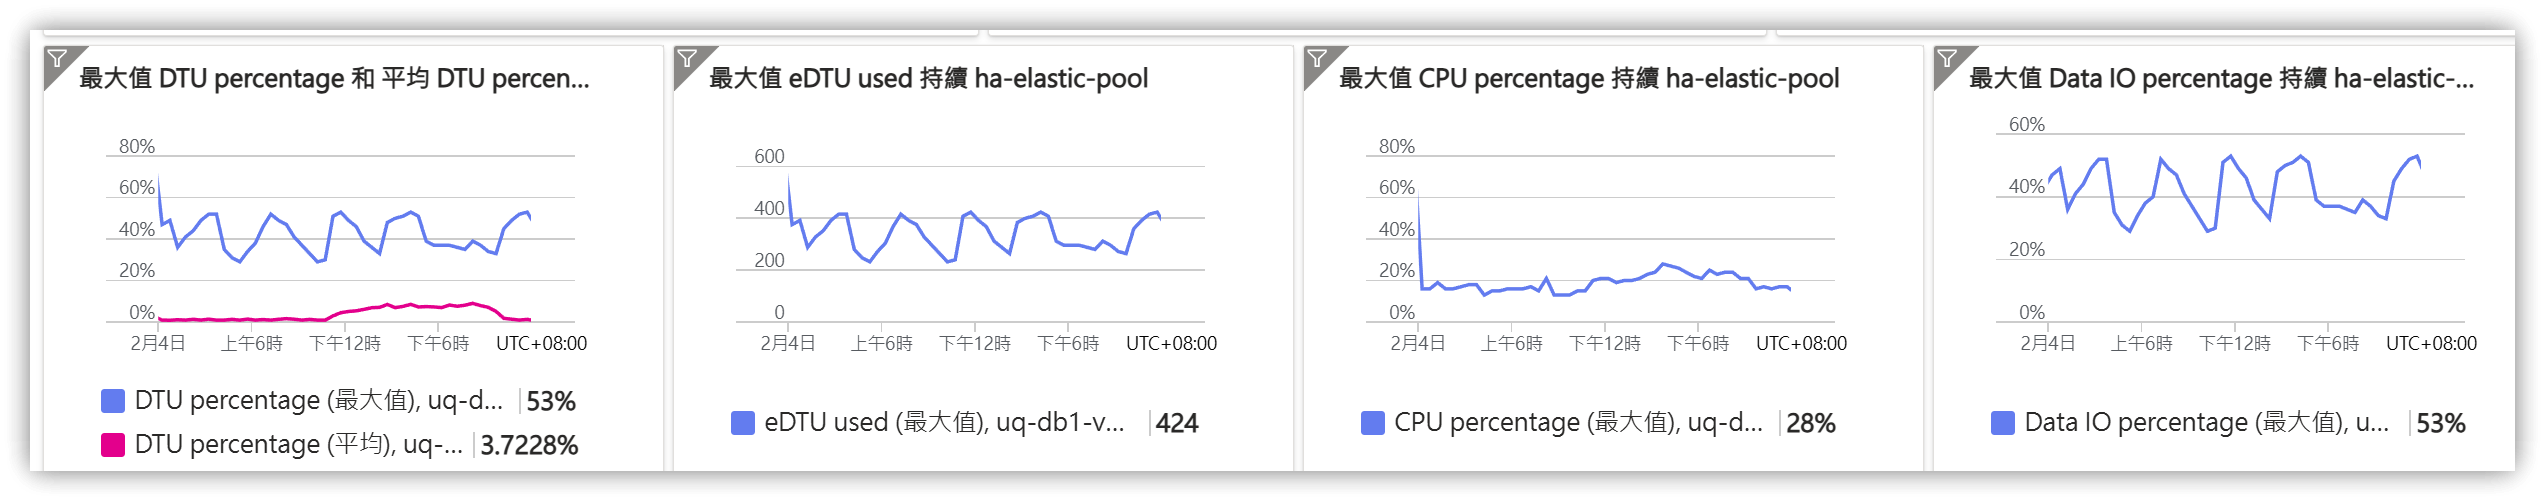 最大值 DTU percentage 和 平均 DTU percen...
80%
60%
40%
20%
0%
2月4日 上午6時 下午12時 下午6時 UTC+08:00
DTU percentage (最大值), uq-d... 53%
DTU percentage (平均), uq-... 3.7228%
最大值 eDTU used 持續 ha-elastic-pool
600
400
200
0
2月4日 上午6時 下午12時 下午6時 UTC+08:00
eDTU used (最大值), uq-db1-v... 424
最大值 CPU percentage 持續 ha-elastic-pool
80%
60%
40%
20%
0%
2月4日 上午6時 下午12時 下午6時 UTC+08:00
CPU percentage (最大值), uq-d... 28%
最大值 Data IO percentage 持續 ha-elastic-...
60%
40%
20%
0%
2月4日 上午6時 下午12時 下午6時 UTC+08:00
Data IO percentage (最大值), u... 53%